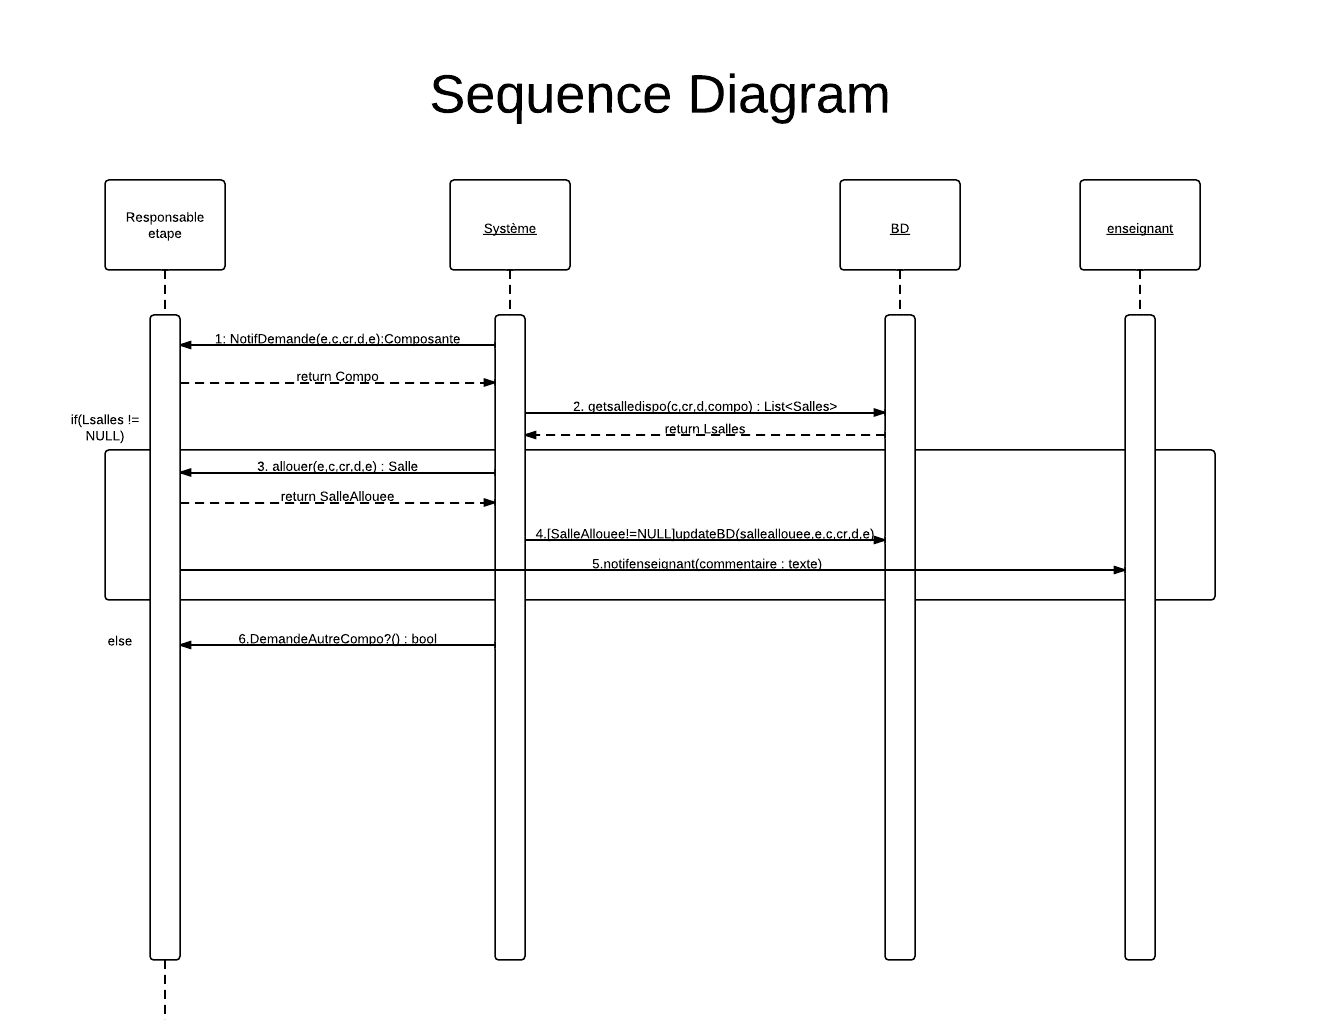 Sequence Diagram
Responsable
etape
Système
BD
enseignant
1: NotifDemande(e,c,cr,d,e):Composante
return Compo
2. getsalledispo(c,cr,d,compo) : List<Salles>
if(Lsalles !=
NULL)
return Lsalles
3. allouer(e,c,cr,d,e) : Salle
return SalleAllouee
4.[SalleAllouee!=NULL]updateBD(salleallouee,e,c,cr,d,e)
5.notifenseignant(commentaire : texte)
else
6.DemandeAutreCompo?() : bool